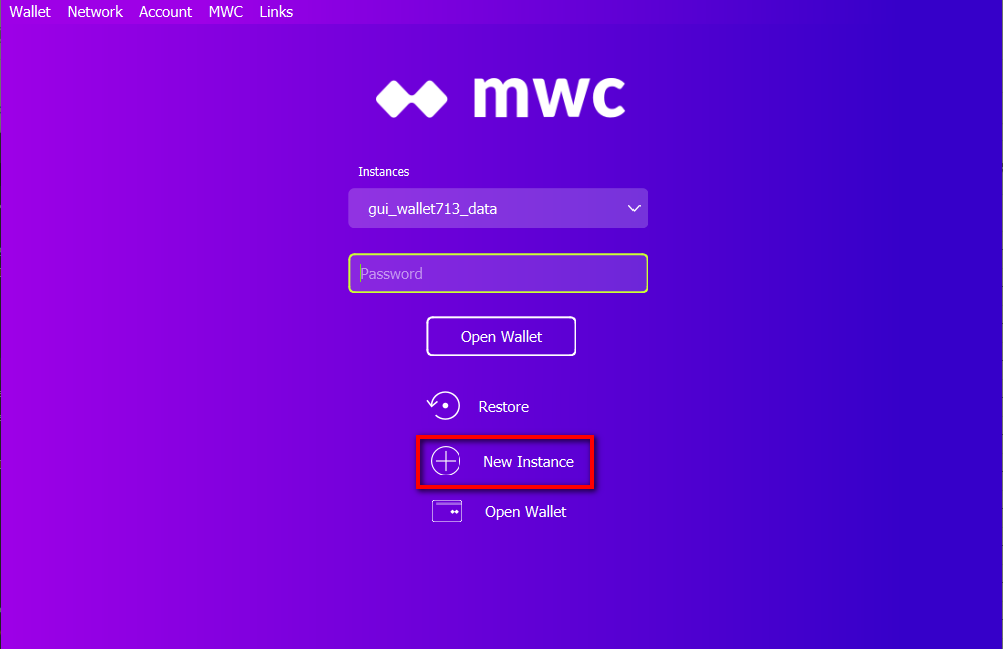 Wallet Network Account MWC Links
mwc
Instances
gui_wallet713_data
Password
Open Wallet
Restore
New Instance
Open Wallet